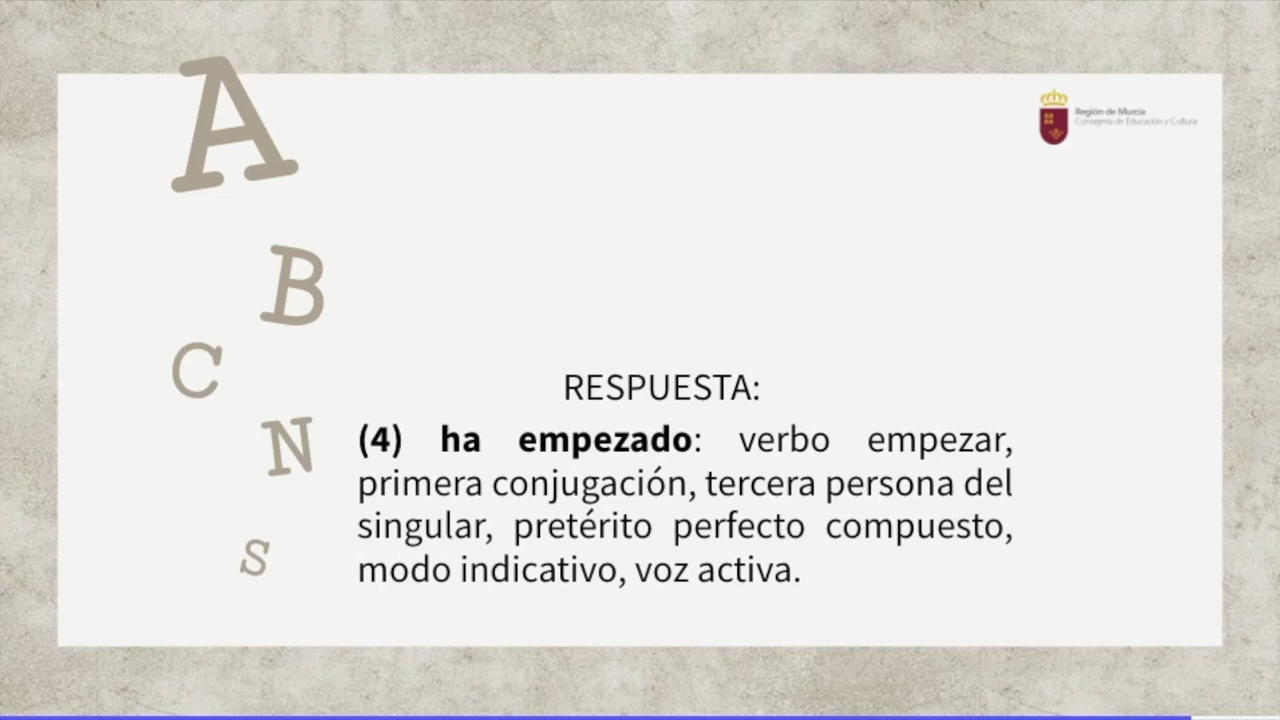 A
Región de Murcia
Consejería de Educación y Cultura
B
C
RESPUESTA:
N
(4) ha empezado: verbo empezar,
primera conjugación, tercera persona del
singular, pretérito perfecto compuesto,
S
modo indicativo, voz activa.